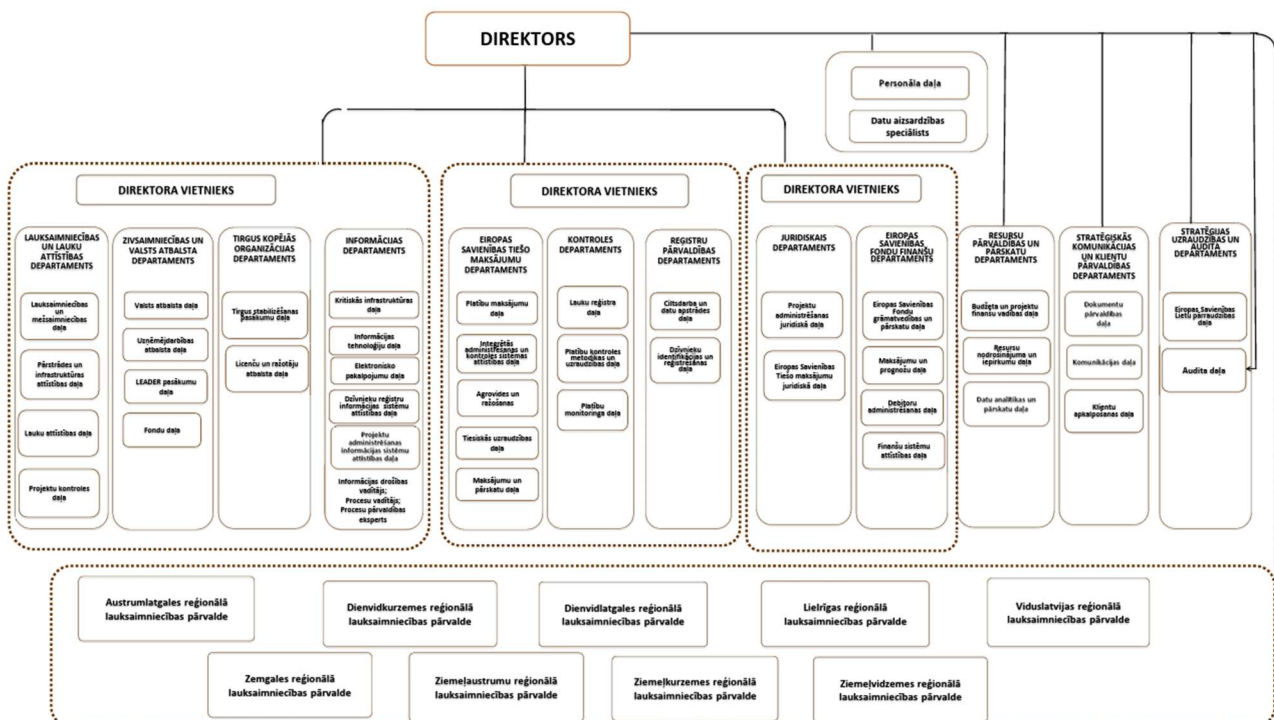 DIREKTORS
Personāla daļa
Datu aizsardzības
speciālists
DIREKTORA VIETNIEKS
DIREKTORA VIETNIEKS
DIREKTORA VIETNIEKS
LAUKSAIMNIECĪBAS
UN LAUKU
ATTĪSTĪBAS
DEPARTAMENTS
Lauksaimniecības
un
mežsaimniecības
daļa
Pārstrādes un
infrastruktūras
attīstības daļa
Lauku attīstības daļa
Projektu kontroles
daļa
ZIVSAIMNIECĪBAS UN
VALSTS ATBALSTA
DEPARTAMENTS
Valsts atbalsta daļa
Uzņēmējdarbības
atbalsta daļa
LEADER pasākumu
daļa
Fondu daļa
TIRGUS KOPĒJĀS
ORGANIZĀCIJAS
DEPARTAMENTS
Tirgus stabilizēšanas
pasākumu daļa
Licenču un ražotāju
atbalsta daļa
INFORMĀCIJAS
DEPARTAMENTS
Kritiskās infrastruktūras
daļa
Informācijas
tehnoloģiju daļa
Elektronisko
pakalpojumu daļa
Dzīvnieku reģistru
informācijas sistēmu
attīstības daļa
Projektu
administrēšanas
informācijas sistēmu
attīstības daļa
Informācijas drošības
vadītājs;
Procesu vadītājs;
Procesu pārvaldības
eksperts
EIROPAS
SAVIENĪBAS TIEŠO
MAKSĀJUMU
DEPARTAMENTS
Platību maksājumu
daļa
Integrētās
administrēšanas un
kontroles sistēmas
attīstības daļa
Agrovides un
ražošanas
Tiesiskās uzraudzības
daļa
Maksājumu un
pārskatu daļa
KONTROLES
DEPARTAMENTS
Lauku reģistra
daļa
Platību kontroles
metodikas un
uzraudzības daļa
Platību
monitoringa daļa
REĢISTRU
PĀRVALDĪBAS
DEPARTAMENTS
Ciltsdarba un
datu apstrādes
daļa
Dzīvnieku
identifikācijas un
reģistrēšanas daļa
JURIDISKAIS
DEPARTAMENTS
Projektu
administrēšanas
juridiskā daļa
Eiropas Savienības
Tiešo maksājumu
juridiskā daļa
EIROPAS
SAVIENĪBAS
FONDU FINANŠU
DEPARTAMENTS
Eiropas Savienības
Fondu
grāmatvedības un
pārskatu daļa
Maksājumu un
prognožu daļa
Debitoru
administrēšanas daļa
Finanšu sistēmu
attīstības daļa
RESURSU
PĀRVALDĪBAS UN
PĀRSKATU
DEPARTAMENTS
Budžeta un projektu
finanšu vadības daļa
Resursu
nodrošinājuma un
iepirkumu daļa
Datu analītikas un
pārskatu daļa
STRATĒĢISKĀS
KOMUNIKĀCIJAS
UN KLIENTU
PĀRVALDĪBAS
DEPARTAMENTS
Dokumentu
pārvaldības
daļa
Komunikācijas daļa
Klientu
apkalpošanas daļa
STRATĒĢIJAS
UZRAUDZĪBAS UN
AUDITA
DEPARTAMENTS
Eiropas Savienības
Lietu pārraudzības
daļa
Audita daļa
Austrumlatgales reģionālā
lauksaimniecības pārvalde
Dienvidkurzemes reģionālā
lauksaimniecības pārvalde
Dienvidlatgales reģionālā
lauksaimniecības pārvalde
Lielrīgas reģionālā
lauksaimniecības pārvalde
Viduslatvijas reģionālā
lauksaimniecības pārvalde
Zemgales reģionālā
lauksaimniecības pārvalde
Ziemeļaustrumu reģionālā
lauksaimniecības pārvalde
Ziemeļkurzemes reģionālā
lauksaimniecības pārvalde
Ziemeļvidzemes reģionālā
lauksaimniecības pārvalde